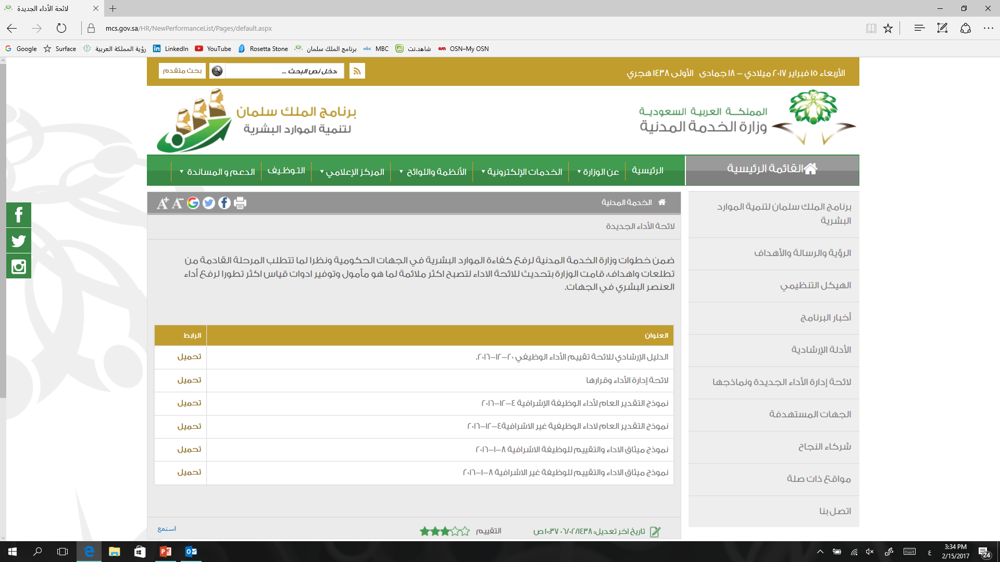 لائحة الأداء الجديدة
mcs.gov.sa/HR/NewPerformanceList/Pages/default.aspx
Google
Surface
رؤية المملكة العربية
LinkedIn
YouTube
Rosetta Stone
برنامج الملك سلمان
MBC
شاهد.نت
OSN–My OSN
الأربعاء ١٥ فبراير ٢٠١٧ ميلادي – ١٨ جمادى الأولى ١٤٣٨ هجري
ادخل نص البحث ...
بحث متقدم
المملكة العربية السعودية
وزارة الخدمة المدنية
برنامج الملك سلمان
لتنمية الموارد البشرية
القائمة الرئيسية
الرئيسية
عن الوزارة
الخدمات الإلكترونية
الأنظمة واللوائح
المركز الإعلامي
التوظيف
الدعم و المساندة
برنامج الملك سلمان لتنمية الموارد
البشرية
الرؤية والرسالة والأهداف
الهيكل التنظيمي
أخبار البرنامج
الأدلة الإرشادية
لائحة إدارة الأداء الجديدة ونماذجها
الجهات المستهدفة
شركاء النجاح
مواقع ذات صلة
اتصل بنا
الخدمة المدنية
A+ A-
لائحة الأداء الجديدة
ضمن خطوات وزارة الخدمة المدنية لرفع كفاءة الموارد البشرية في الجهات الحكومية ونظرا لما تتطلب المرحلة القادمة من
تطلعات واهداف، قامت الوزارة بتحديث للائحة الاداء لتصبح اكثر ملائمة لما هو مأمول وتوفير ادوات قياس اكثر تطورا لرفع أداء
العنصر البشري في الجهات.
العنوان الرابط
الدليل الإرشادي للائحة تقييم الأداء الوظيفي ٢٠-١٢-٢٠١٦. تحميل
لائحة إدارة الأداء وقرارها تحميل
نموذج التقدير العام لأداء الوظيفة الإشرافية ٤-١٢-٢٠١٦ تحميل
نموذج التقدير العام لاداء الوظيفية غير الاشرافية٤-١٢-٢٠١٦ تحميل
نموذج ميثاق الاداء والتقييم للوظيفة الاشرافية ٨-١-٢٠١٦ تحميل
نموذج ميثاق الاداء والتقييم للوظيفة غير الاشرافية ٨-١-٢٠١٦ تحميل
تاريخ اخر تعديل: ٠٦/٠٢/١٤٣٨ ١٠:٣٧ ص
التقييم
استمع
ع
3:34 PM
2/15/2017
24